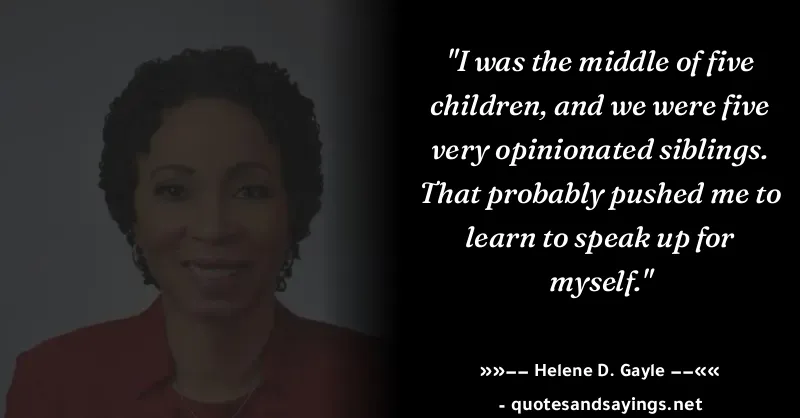 "I was the middle of five
children, and we were five
very opinionated siblings.
That probably pushed me to
learn to speak up for
myself."
»»−− Helene D. Gayle −−««
- quotesandsayings.net